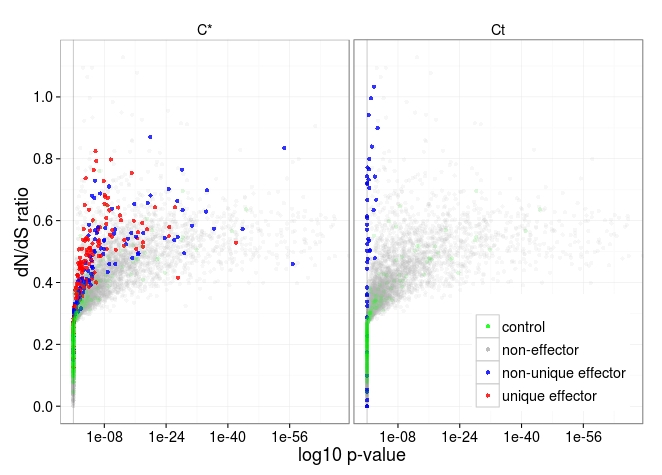 C* Ct
1.0
0.8
0.6
0.4
0.2
0.0
dN/dS ratio
control
non-effector
non-unique effector
unique effector
1e-08 1e-24 1e-40 1e-56 1e-08 1e-24 1e-40 1e-56
log10 p-value